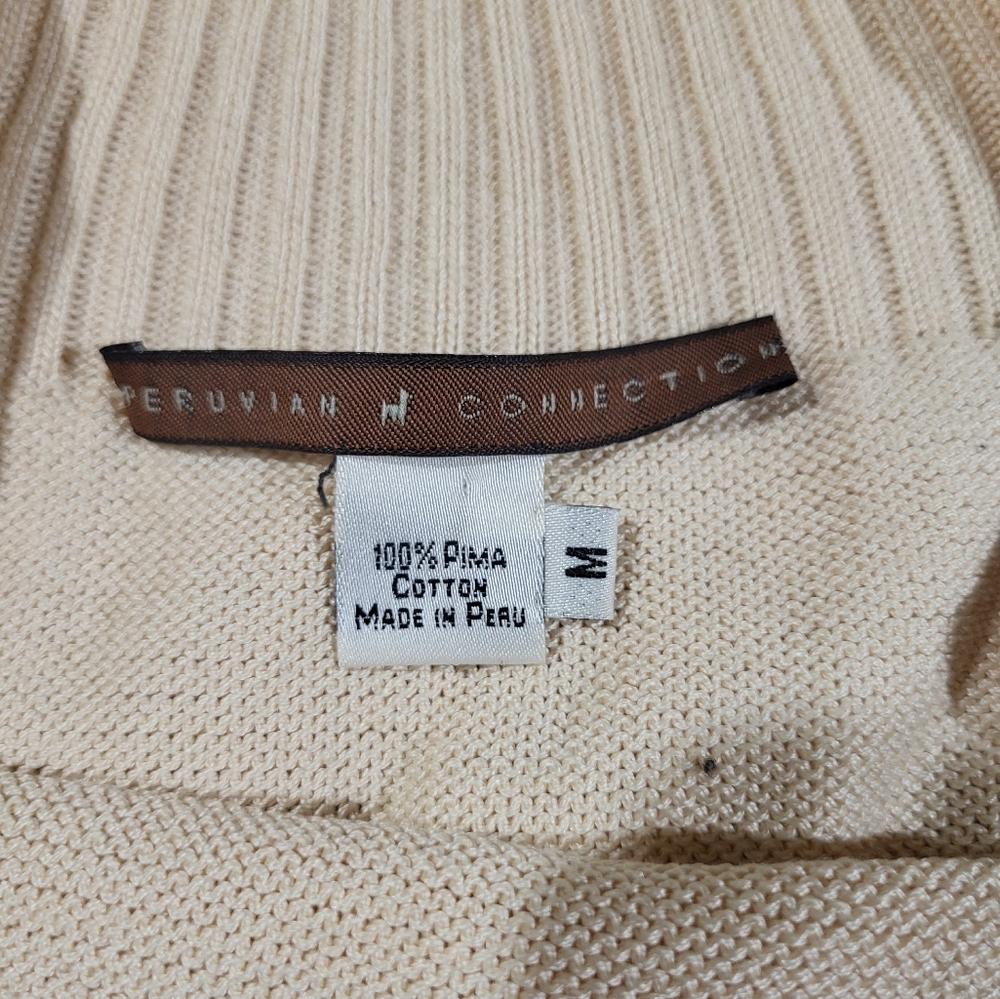 PERUVIAN CONNECTION
100% PIMA
COTTON
MADE IN PERU
M